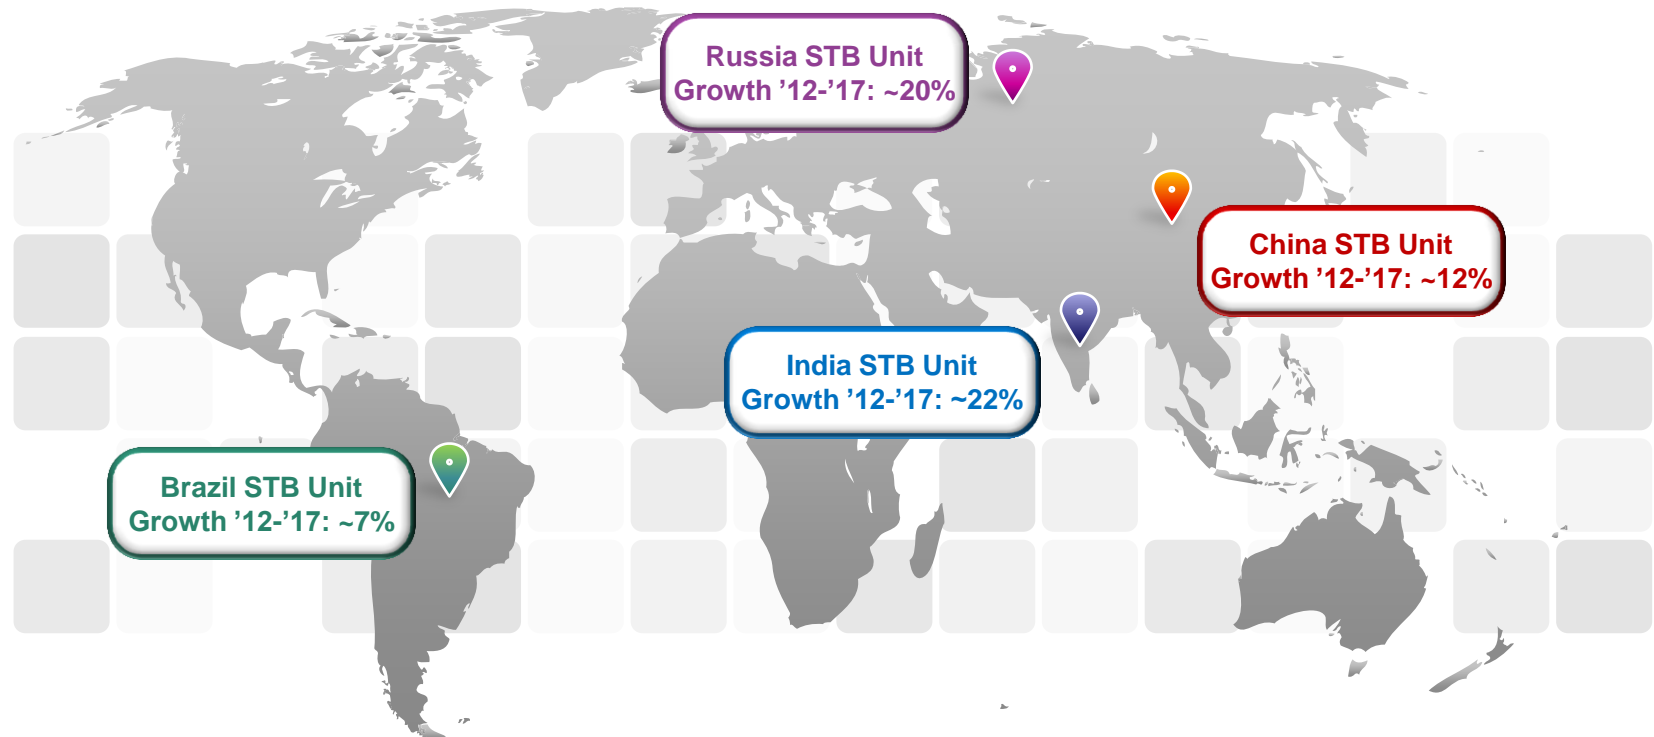 Russia STB Unit
Growth ’12-’17: ~20%
China STB Unit
Growth ’12-’17: ~12%
India STB Unit
Growth ’12-’17: ~22%
Brazil STB Unit
Growth ’12-’17: ~7%